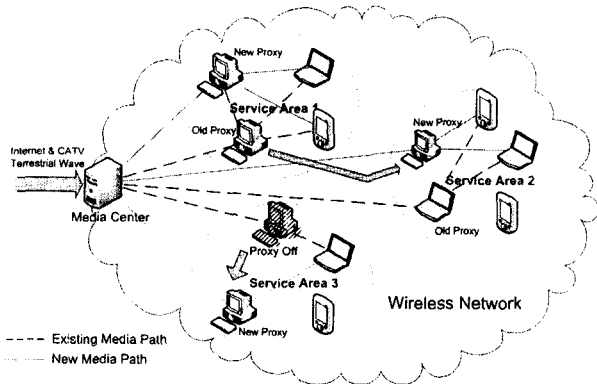 New Proxy
Service Area 1
Old Proxy
New Proxy
Internet & CATV
Terrestrial Wave
Service Area 2
Media Center
Old Proxy
Proxy Off
Service Area 3
Wireless Network
New Proxy
Existing Media Path
New Media Path